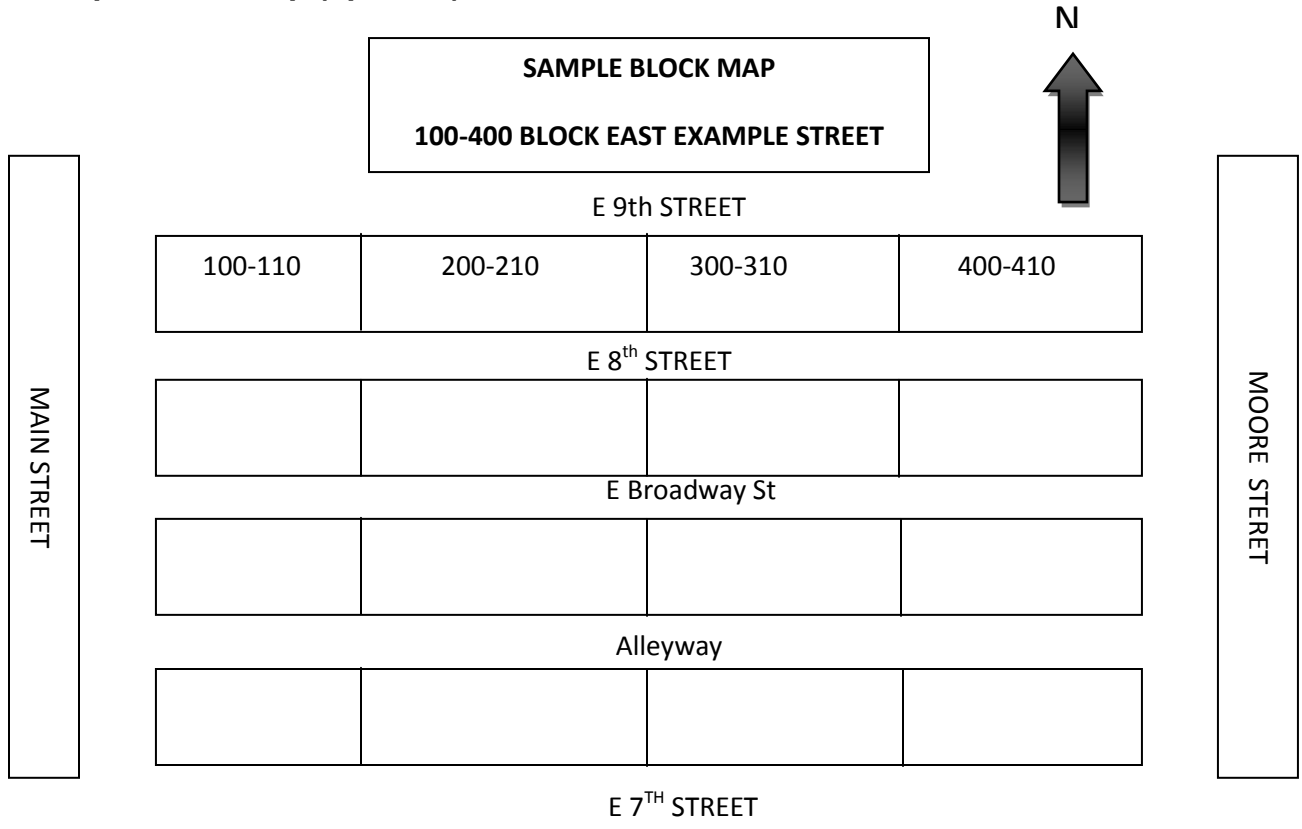 N
SAMPLE BLOCK MAP
100-400 BLOCK EAST EXAMPLE STREET
E 9th STREET
100-110 200-210 300-310 400-410
E 8th STREET
MAIN STREET
MOORE STERET
E Broadway St
Alleyway
E 7TH STREET